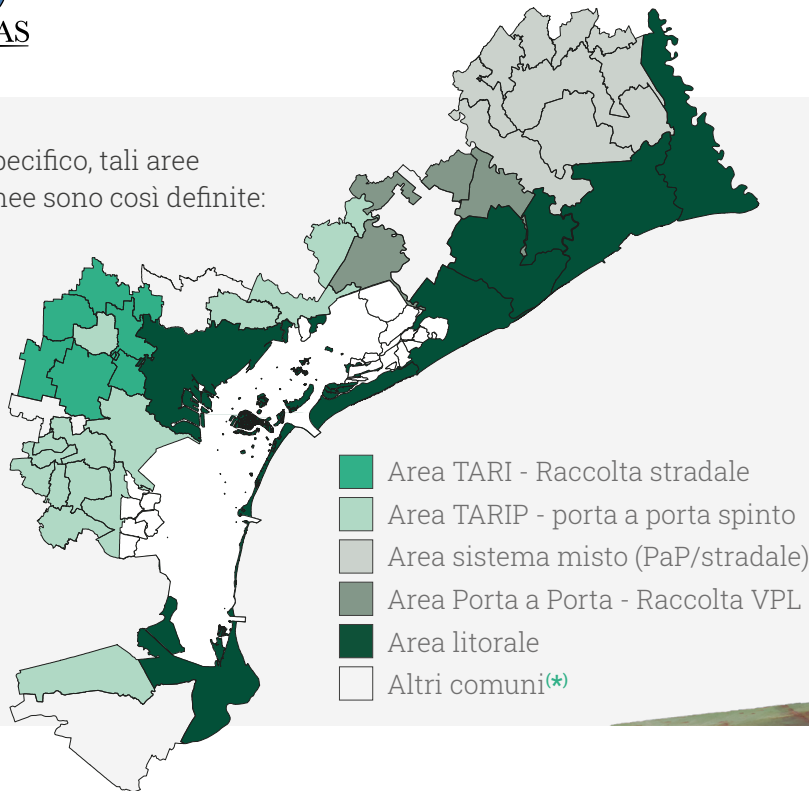 AS
pecifico, tali aree
nee sono così definite:
Area TARI - Raccolta stradale
Area TARIP - porta a porta spinto
Area sistema misto (PaP/stradale)
Area Porta a Porta - Raccolta VPL
Area litorale
Altri comuni(*)